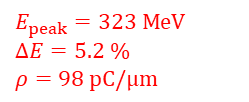 E_peak = 323 MeV
ΔE = 5.2 %
ρ = 98 pC/μm